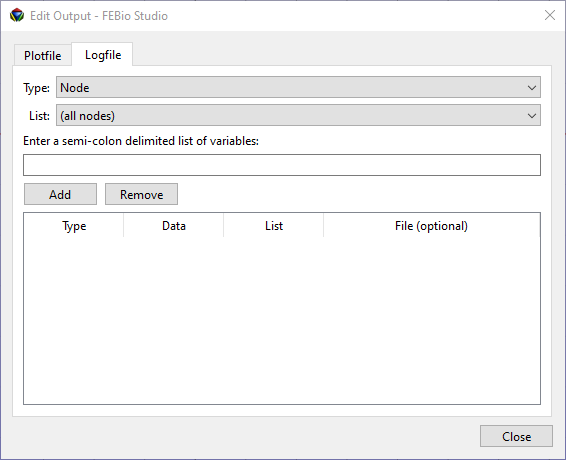 Edit Output - FEBio Studio
Plotfile Logfile
Type: Node
List: (all nodes)
Enter a semi-colon delimited list of variables:
Add Remove
Type Data List File (optional)
Close